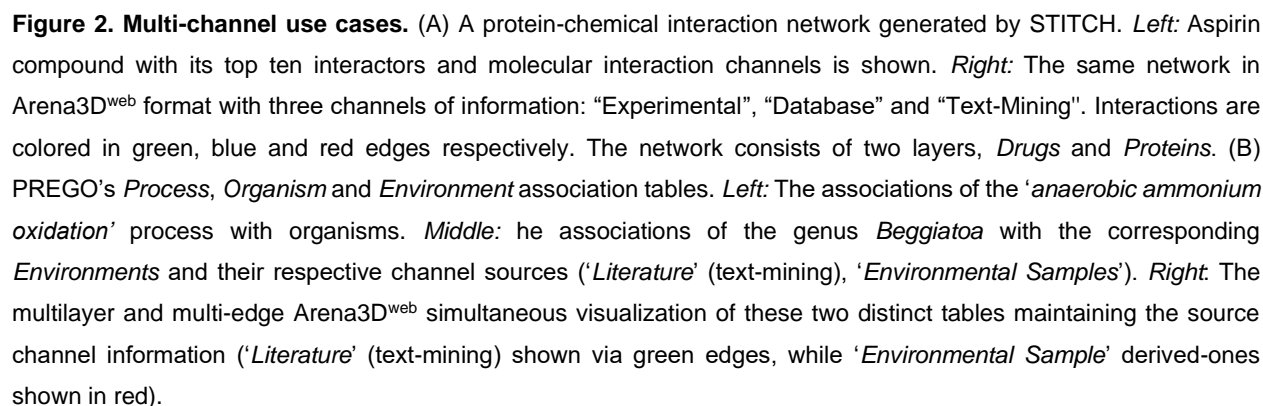 Figure 2. Multi-channel use cases. (A) A protein-chemical interaction network generated by STITCH. Left: Aspirin
compound with its top ten interactors and molecular interaction channels is shown. Right: The same network in
Arena3Dweb format with three channels of information: “Experimental”, “Database” and “Text-Mining". Interactions are
colored in green, blue and red edges respectively. The network consists of two layers, Drugs and Proteins. (B)
PREGO’s Process, Organism and Environment association tables. Left: The associations of the ‘anaerobic ammonium
oxidation’ process with organisms. Middle: he associations of the genus Beggiatoa with the corresponding
Environments and their respective channel sources (‘Literature’ (text-mining), ‘Environmental Samples’). Right: The
multilayer and multi-edge Arena3Dweb simultaneous visualization of these two distinct tables maintaining the source
channel information (‘Literature’ (text-mining) shown via green edges, while ‘Environmental Sample’ derived-ones
shown in red).